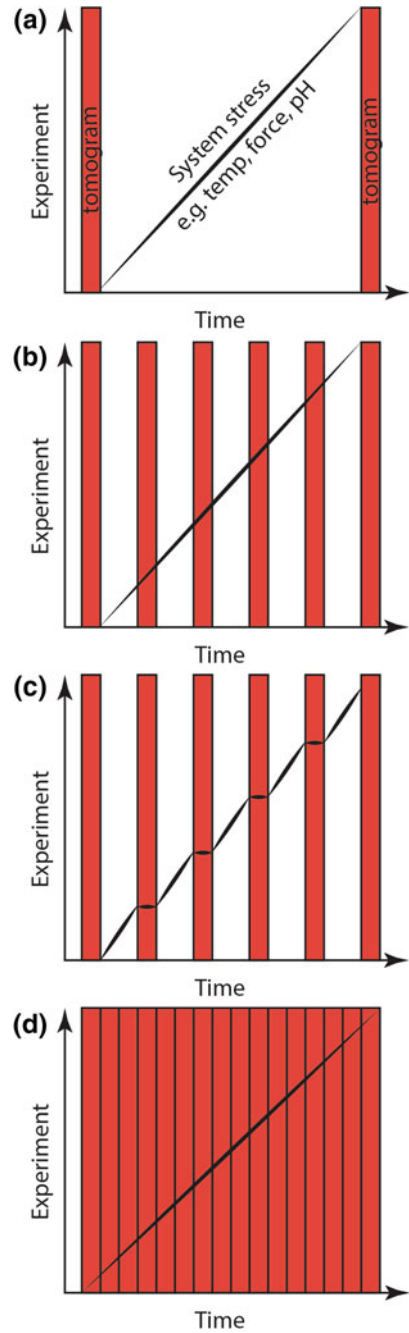 (a)
Experiment
tomogram
System stress
e.g. temp, force, pH
tomogram
Time
(b)
Experiment
Time
(c)
Experiment
Time
(d)
Experiment
Time